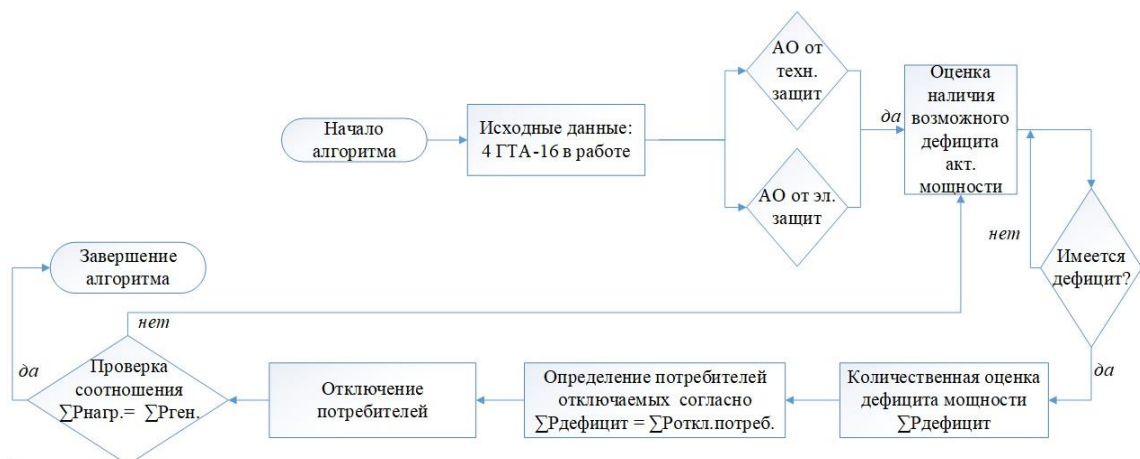 Начало
алгоритма
Исходные данные:
4 ГТА-16 в работе
АО от
техн.
защит
АО от эл.
защит
да
Оценка
наличия
возможного
дефицита
акт.
мощности
нет
Имеется
дефицит?
да
Количественная оценка
дефицита мощности
∑Рдефицит
Определение потребителей
отключаемых согласно
∑Рдефицит = ∑Роткл.потреб.
Отключение
потребителей
Проверка
соотношения
∑Рнагр.= ∑Рген.
нет
да
Завершение
алгоритма